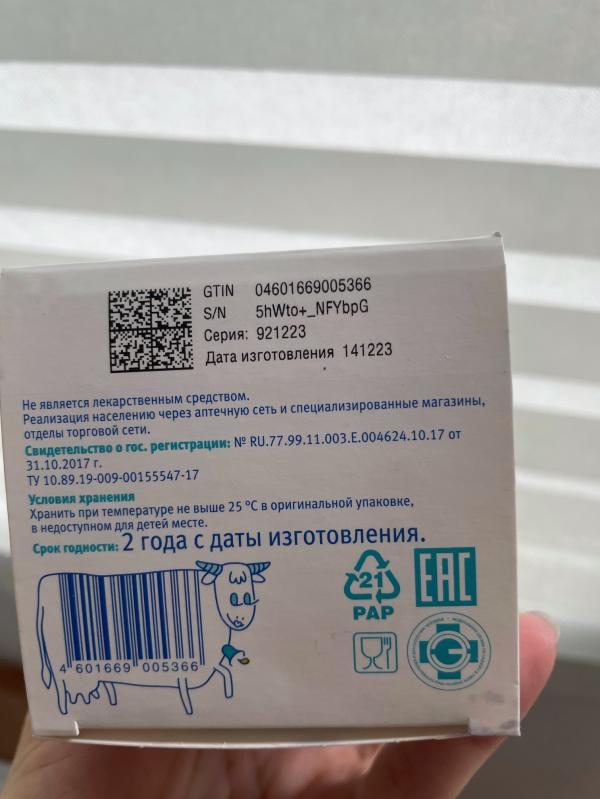 GTIN 04601669005366
S/N 5hWto+_NFYbpG
Серия: 921223
Дата изготовления 141223
Не является лекарственным средством.
Реализация населению через аптечную сеть и специализированные магазины,
отделы торговой сети.
Свидетельство о гос. регистрации: № RU.77.99.11.003.E.004624.10.17 от
31.10.2017 г.
ТУ 10.89.19-009-00155547-17
Условия хранения
Хранить при температуре не выше 25 °C в оригинальной упаковке,
в недоступном для детей месте.
Срок годности: 2 года с даты изготовления.
21
PAP
EAC
4 601669 005366